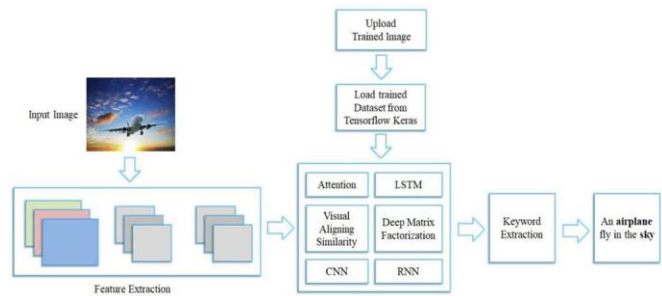 Upload
Trained Image
Load trained
Dataset from
Tensorflow Keras
Input Image
Feature Extraction
Attention
LSTM
Visual
Aligning
Similarity
Deep Matrix
Factorization
CNN
RNN
Keyword
Extraction
An airplane
fly in the sky